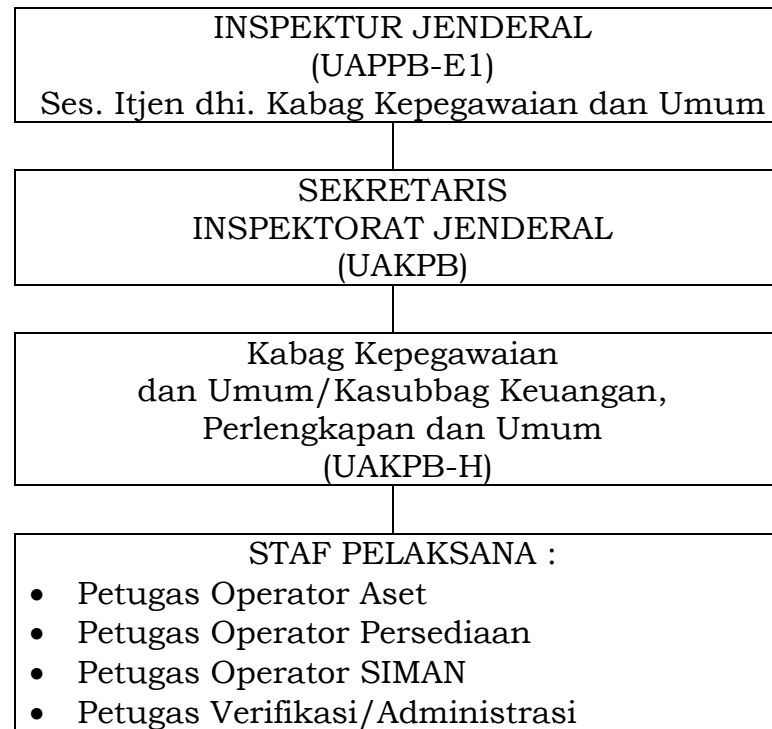 INSPEKTUR JENDERAL
(UAPPB-E1)
Ses. Itjen dhi. Kabag Kepegawaian dan Umum
SEKRETARIS
INSPEKTORAT JENDERAL
(UAKPB)
Kabag Kepegawaian
dan Umum/Kasubbag Keuangan,
Perlengkapan dan Umum
(UAKPB-H)
STAF PELAKSANA :
• Petugas Operator Aset
• Petugas Operator Persediaan
• Petugas Operator SIMAN
• Petugas Verifikasi/Administrasi